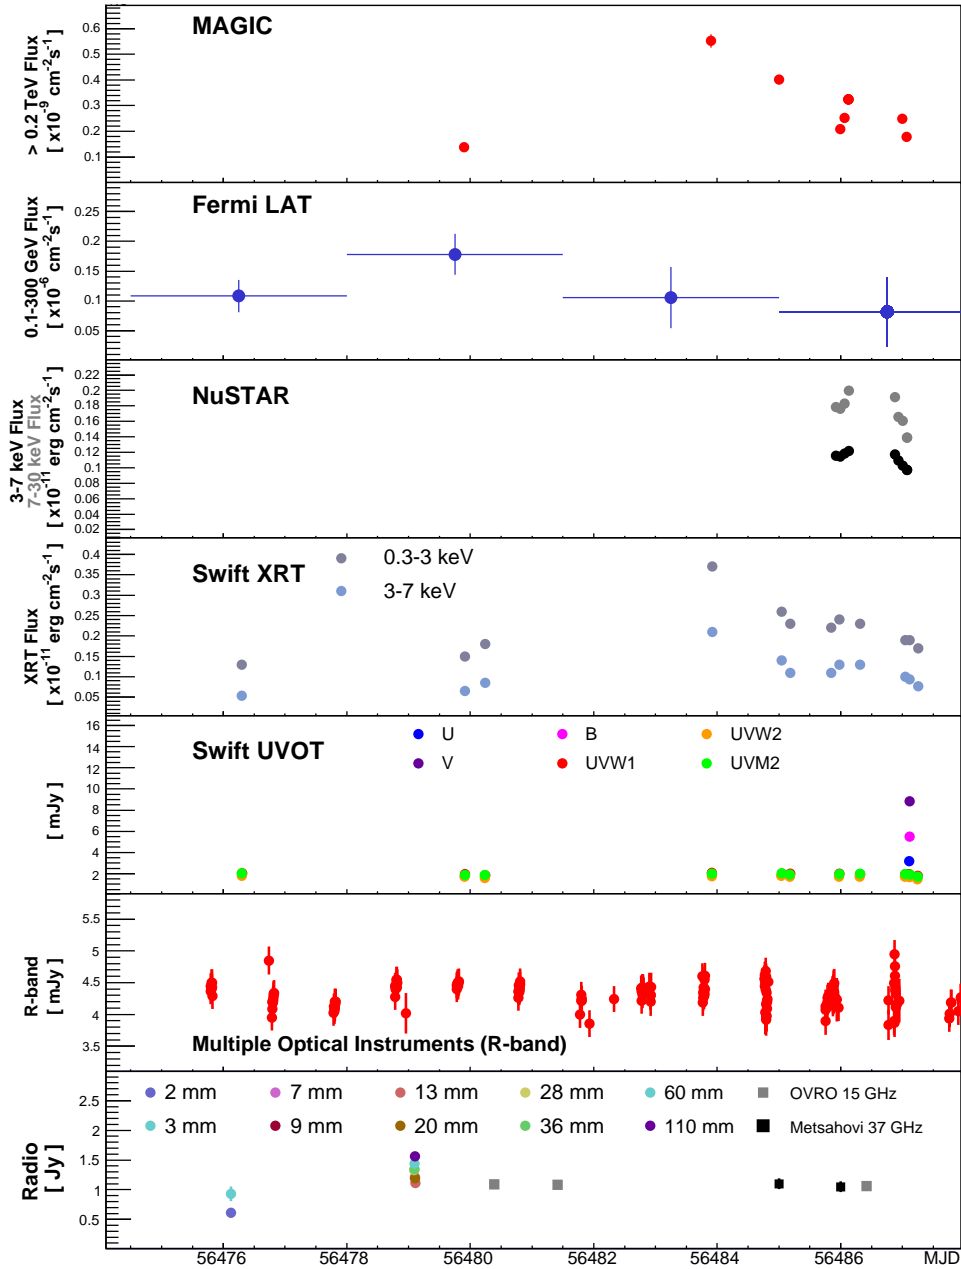 MAGIC
> 0.2 TeV Flux
[ x10-9 cm-2s-1]
0.6
0.5
0.4
0.3
0.2
0.1
Fermi LAT
0.1-300 GeV Flux
[ x10-6 cm-2s-1]
0.25
0.2
0.15
0.1
0.05
NuSTAR
3-7 keV Flux
7-30 keV Flux
[ x10-11 erg cm-2s-1]
0.22
0.2
0.18
0.16
0.14
0.12
0.1
0.08
0.06
0.04
0.02
Swift XRT
0.3-3 keV
3-7 keV
XRT Flux
[ x10-11 erg cm-2s-1]
0.4
0.35
0.3
0.25
0.2
0.15
0.1
0.05
Swift UVOT
U B UVW2
V UVW1 UVM2
[ mJy]
16
14
12
10
8
6
4
2
R-band
[ mJy]
5.5
5
4.5
4
3.5
Multiple Optical Instruments (R-band)
2 mm 7 mm 13 mm 28 mm 60 mm OVRO 15 GHz
3 mm 9 mm 20 mm 36 mm 110 mm Metsahovi 37 GHz
Radio
[ Jy]
2.5
2
1.5
1
0.5
56476 56478 56480 56482 56484 56486 MJD